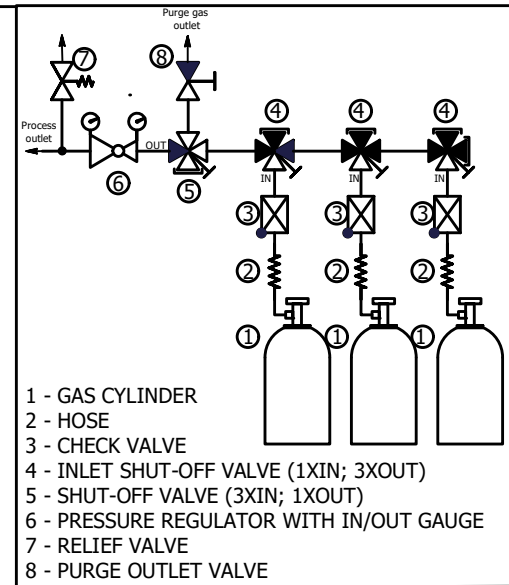 Purge gas
outlet
7
8
4
4
4
Process
outlet
OUT
6
5
IN
IN
IN
3
3
3
2
2
2
1
1
1
1 - GAS CYLINDER
2 - HOSE
3 - CHECK VALVE
4 - INLET SHUT-OFF VALVE (1XIN; 3XOUT)
5 - SHUT-OFF VALVE (3XIN; 1XOUT)
6 - PRESSURE REGULATOR WITH IN/OUT GAUGE
7 - RELIEF VALVE
8 - PURGE OUTLET VALVE